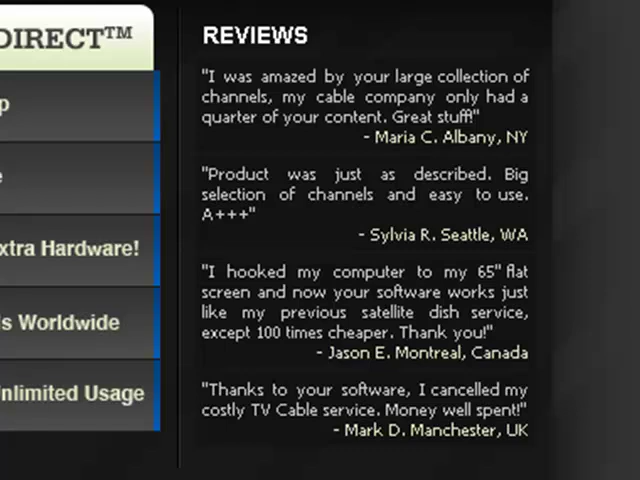 DIRECT™
p
e
xtra Hardware!
ls Worldwide
Unlimited Usage
REVIEWS
"I was amazed by your large collection of
channels, my cable company only had a
quarter of your content. Great stuff!"
- Maria C. Albany, NY
"Product was just as described. Big
selection of channels and easy to use.
A+++"
- Sylvia R. Seattle, WA
"I hooked my computer to my 65" flat
screen and now your software works just
like my previous satellite dish service,
except 100 times cheaper. Thank you!"
- Jason E. Montreal, Canada
"Thanks to your software, I cancelled my
costly TV Cable service. Money well spent!"
- Mark D. Manchester, UK